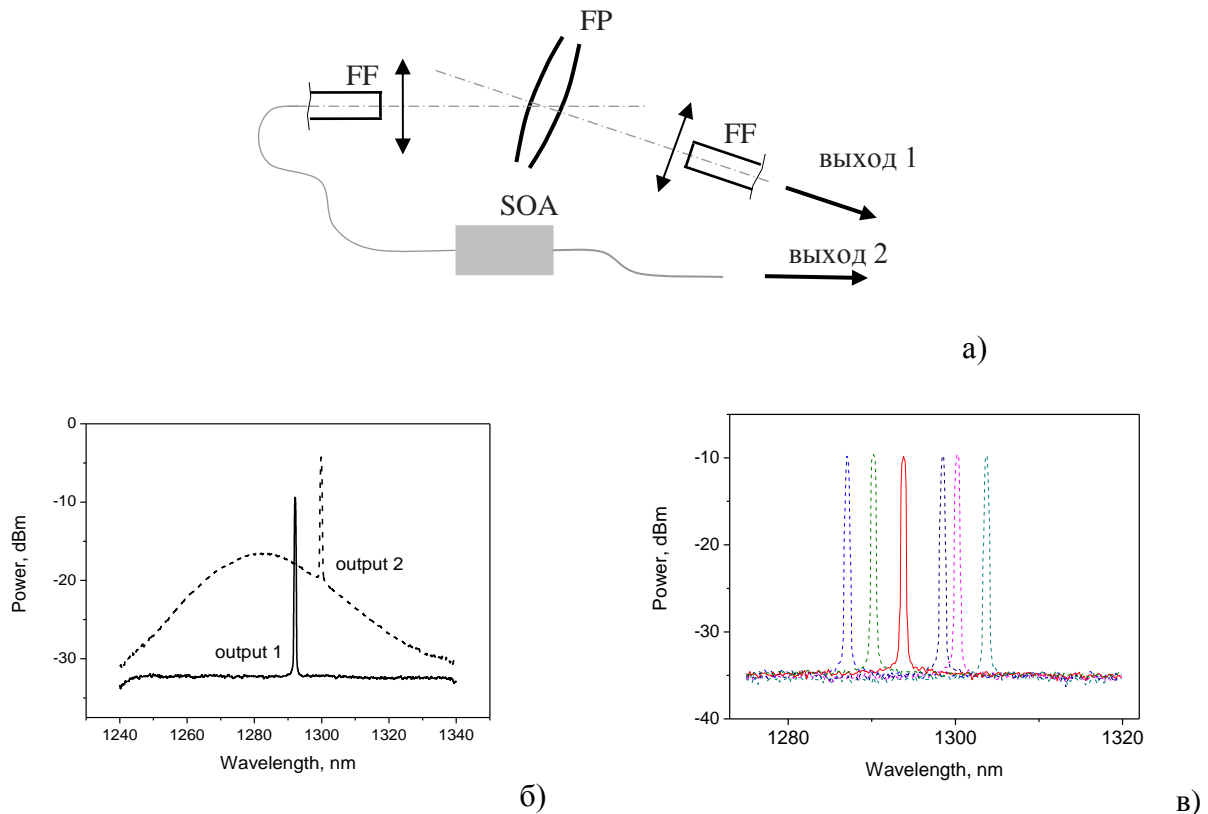 FP
FF
FF
выход 1
SOA
выход 2
а)
0
-10
-20
-30
Power, dBm
output 2
output 1
1240 1260 1280 1300 1320 1340
Wavelength, nm
б)
-10
-20
-30
-40
Power, dBm
1280 1300 1320
Wavelength, nm
в)